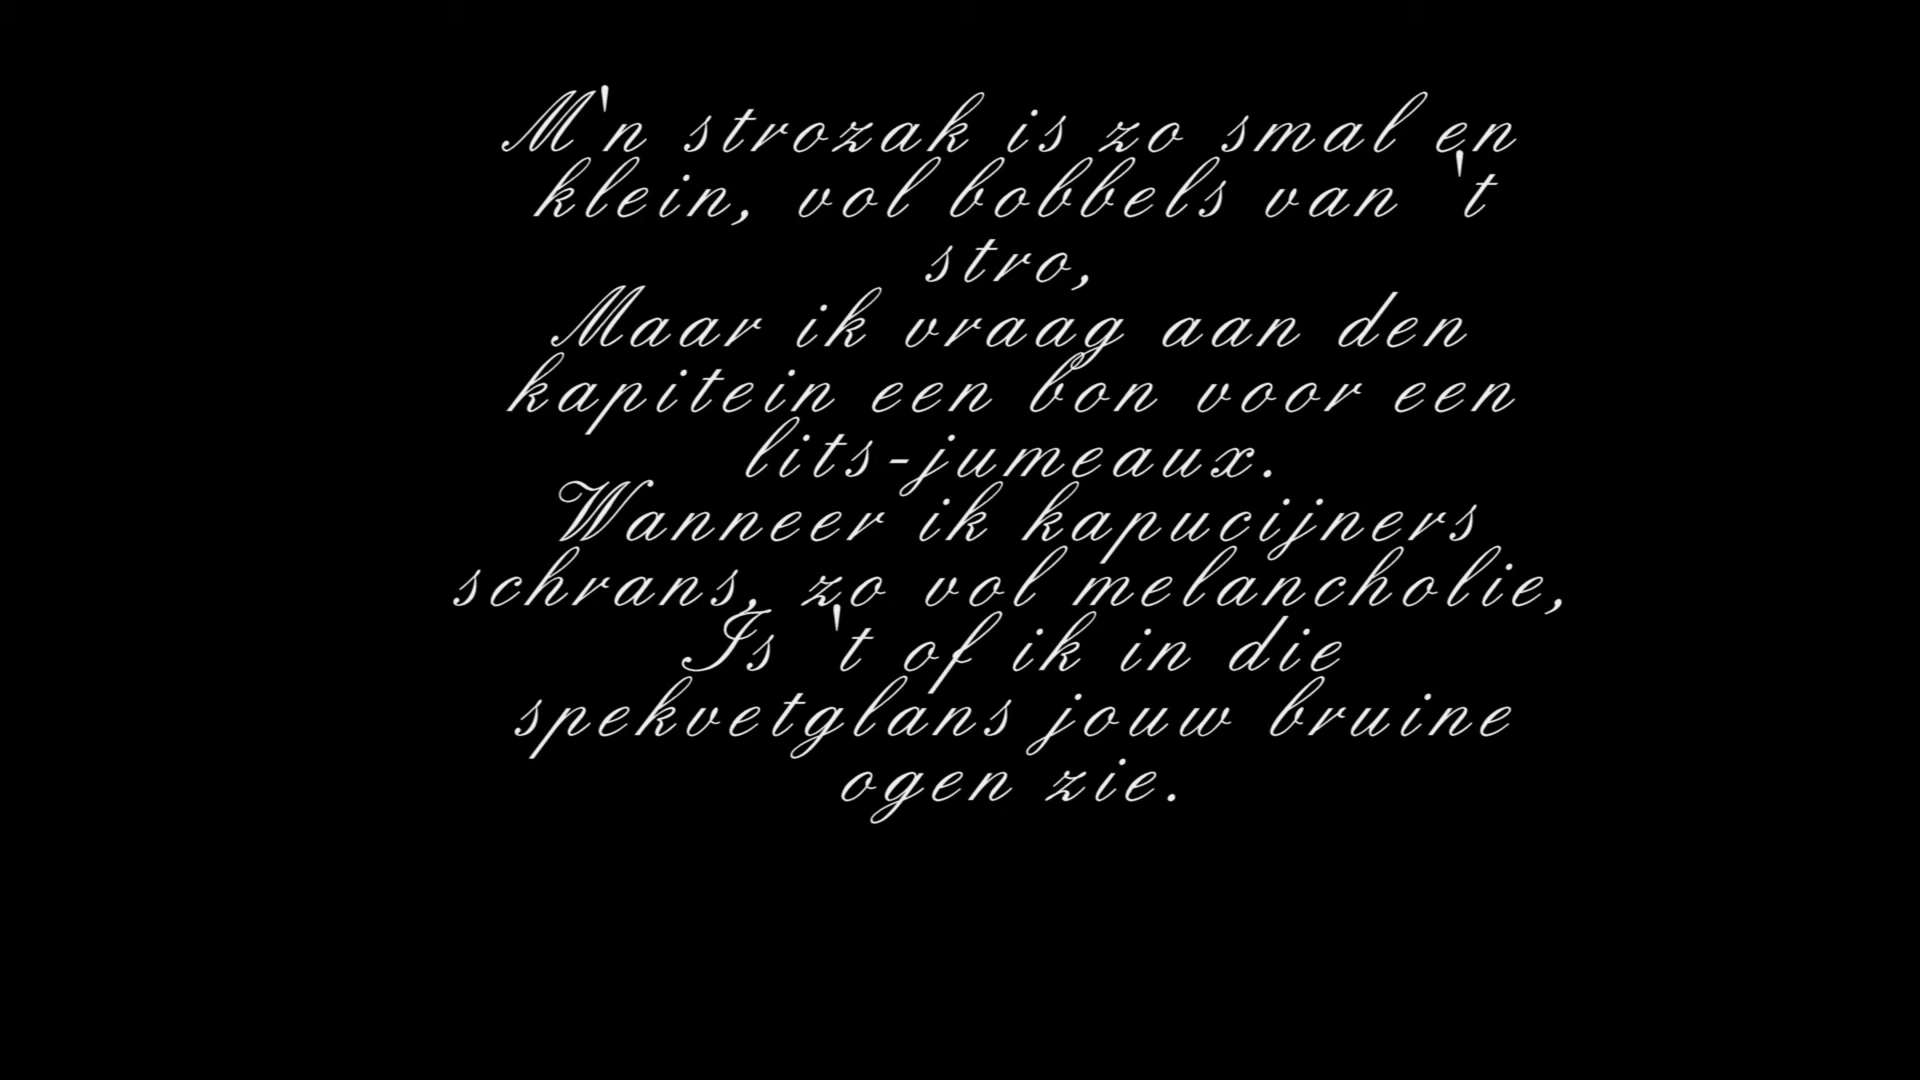 M'n strozak is zo smal en
klein, vol bobbels van 't
stro,
Maar ik vraag aan den
kapitein een bon voor een
lits-jumeaux.
Wanneer ik kapucijners
schrans, zo vol melancholie,
Is 't of ik in die
spekvetglans jouw bruine
ogen zie.